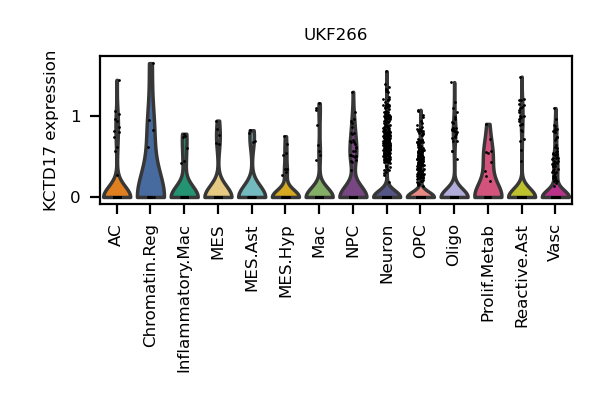 UKF266
KCTD17 expression
1
0
AC
Chromatin.Reg
Inflammatory.Mac
MES
MES.Ast
MES.Hyp
Mac
NPC
Neuron
OPC
Oligo
Prolif.Metab
Reactive.Ast
Vasc